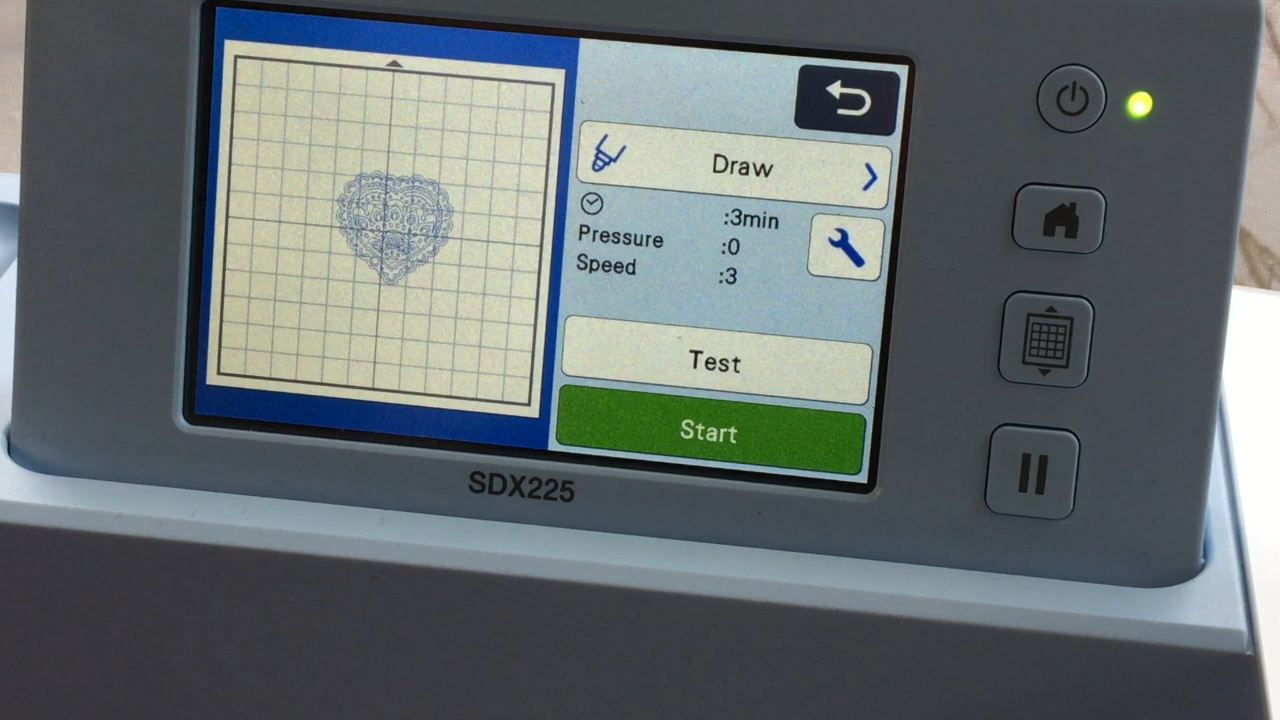 Draw
:3min
Pressure :0
Speed :3
Test
Start
SDX225